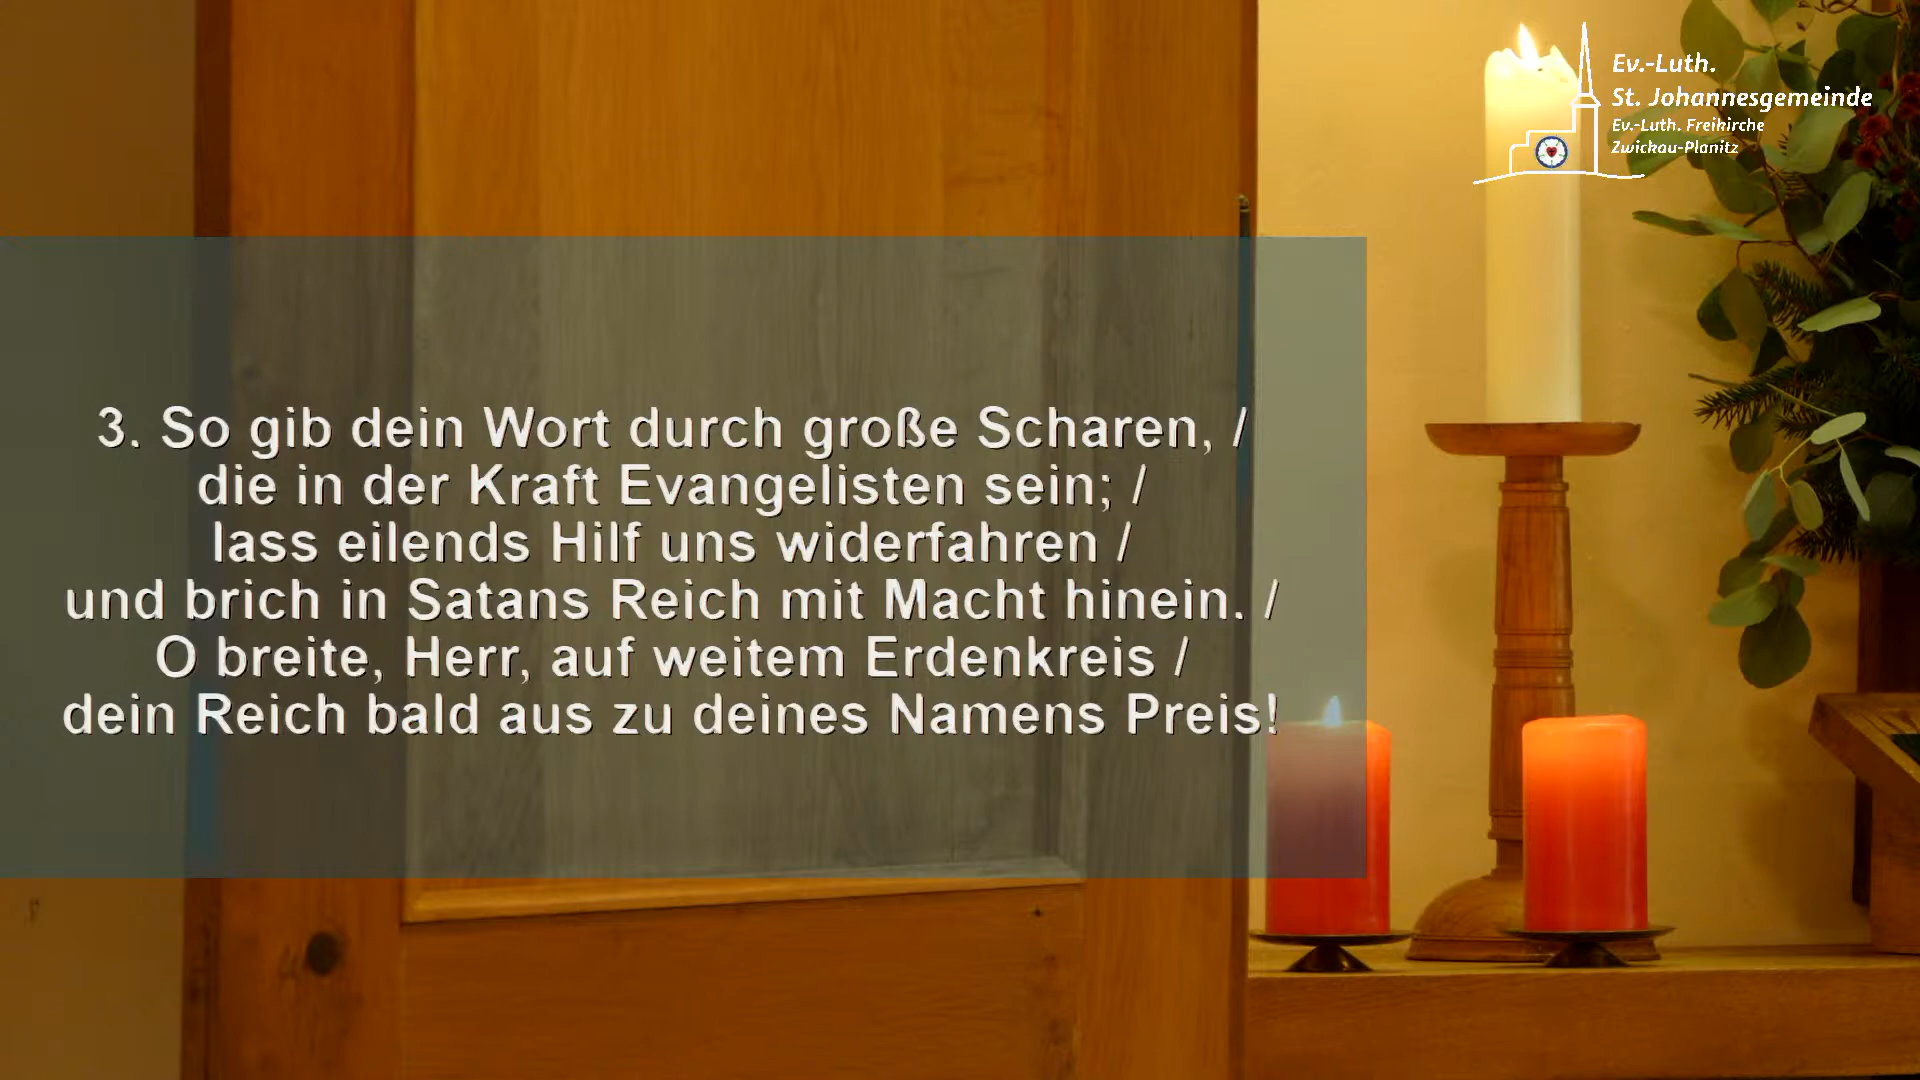 Ev.-Luth.
St. Johannesgemeinde
Ev.-Luth. Freikirche
Zwickau-Planitz
3. So gib dein Wort durch große Scharen, /
die in der Kraft Evangelisten sein; /
lass eilends Hilf uns widerfahren /
und brich in Satans Reich mit Macht hinein. /
O breite, Herr, auf weitem Erdenkreis /
dein Reich bald aus zu deines Namens Preis!